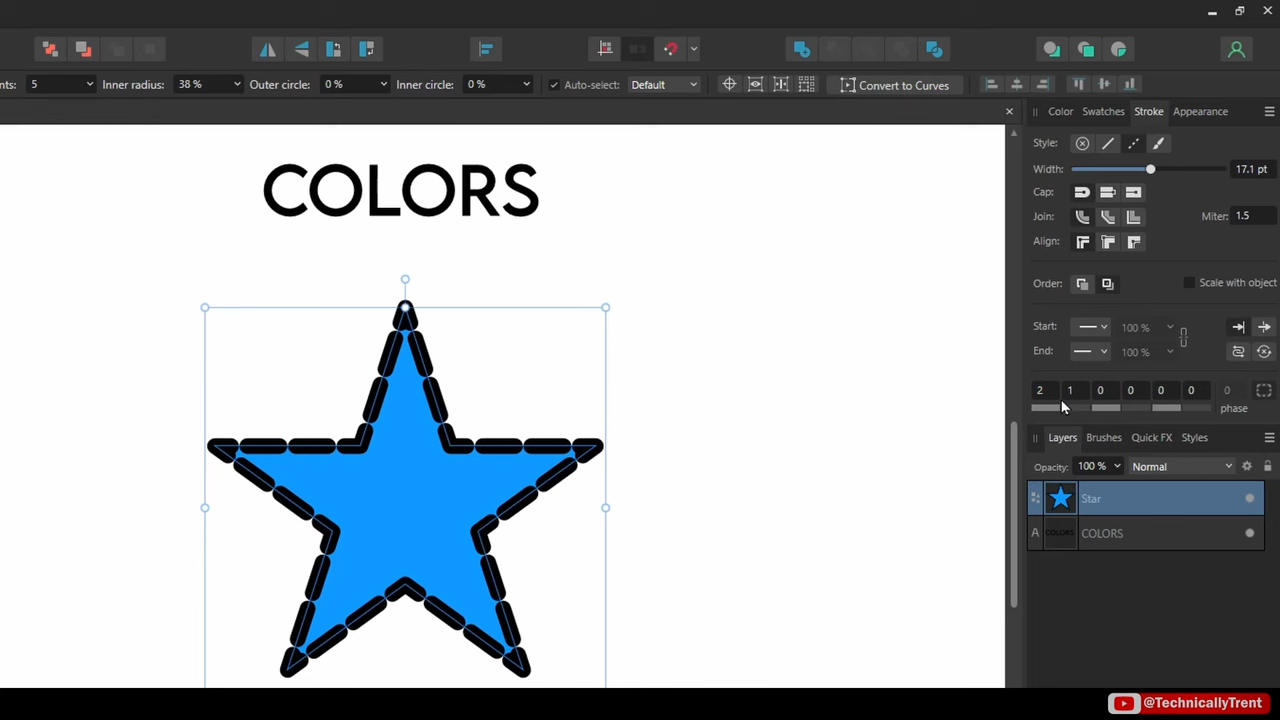 nts: 5 Inner radius: 38 % Outer circle: 0 % Inner circle: 0 % Auto-select: Default Convert to Curves
Color Swatches Stroke Appearance
Style:
Width: 17.1 pt
Cap:
Join: Miter: 1.5
Align:
Order: Scale with object
Start: 100 %
End: 100 %
2 1 0 0 0 0 0
phase
Layers Brushes Quick FX Styles
Opacity: 100 % Normal
Star
A COLORS COLORS
COLORS
@TechnicallyTrent